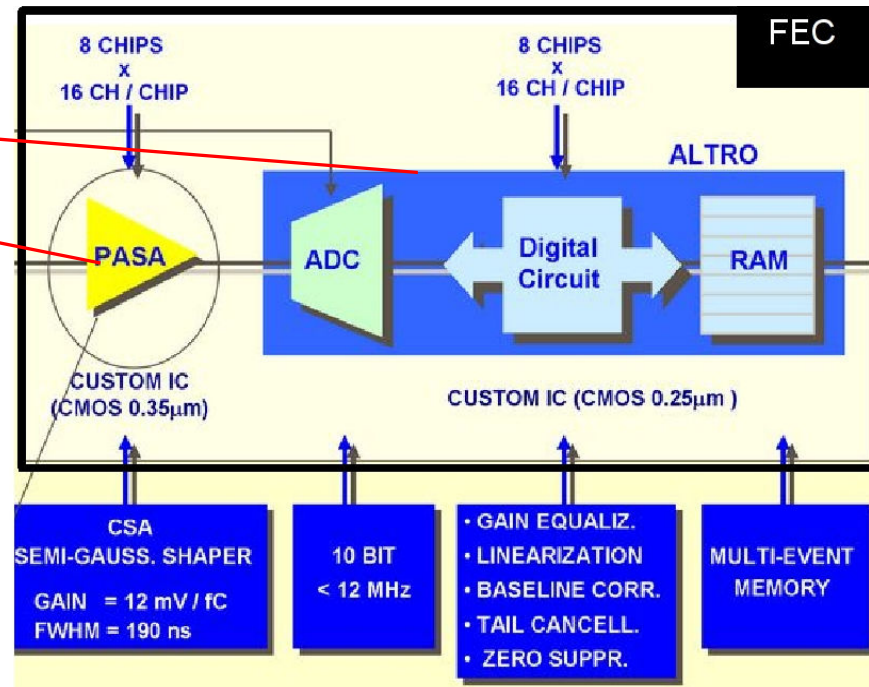 FEC
8 CHIPS
x
16 CH / CHIP
8 CHIPS
x
16 CH / CHIP
ALTRO
PASA
ADC
Digital
Circuit
RAM
CUSTOM IC
(CMOS 0.35μm)
CUSTOM IC (CMOS 0.25μm )
CSA
SEMI-GAUSS. SHAPER
GAIN = 12 mV / fC
FWHM = 190 ns
10 BIT
< 12 MHz
• GAIN EQUALIZ.
• LINEARIZATION
• BASELINE CORR.
• TAIL CANCELL.
• ZERO SUPPR.
MULTI-EVENT
MEMORY